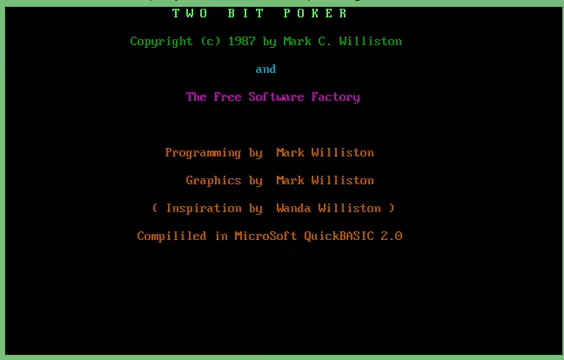 T W O   B I T   P O K E R
Copyright (c) 1987 by Mark C. Williston
and
The Free Software Factory
Programming by  Mark Williston
Graphics by  Mark Williston
( Inspiration by  Wanda Williston )
Compililed in MicroSoft QuickBASIC 2.0